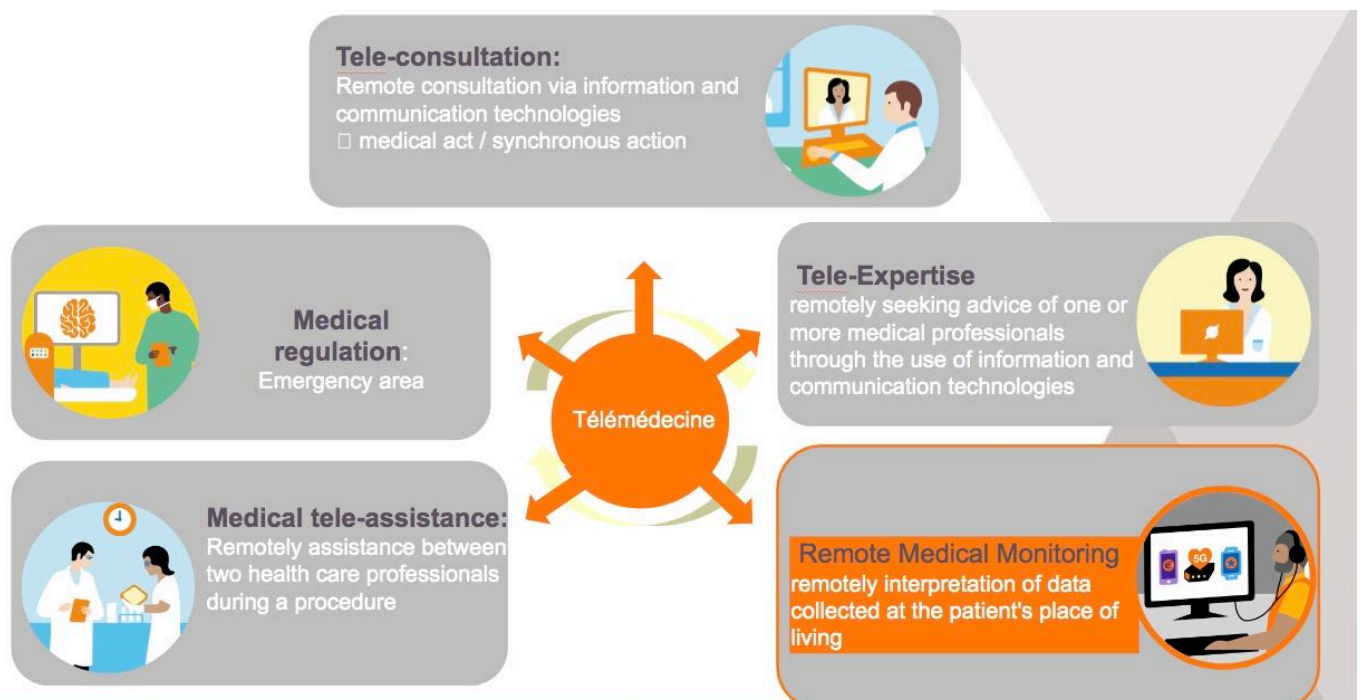 Tele-consultation:
Remote consultation via information and
communication technologies
□ medical act / synchronous action
Medical
regulation:
Emergency area
Tele-Expertise
remotely seeking advice of one or
more medical professionals
through the use of information and
communication technologies
Télémédecine
Medical tele-assistance:
Remotely assistance between
two health care professionals
during a procedure
Remote Medical Monitoring
remotely interpretation of data
collected at the patient's place of
living
5G